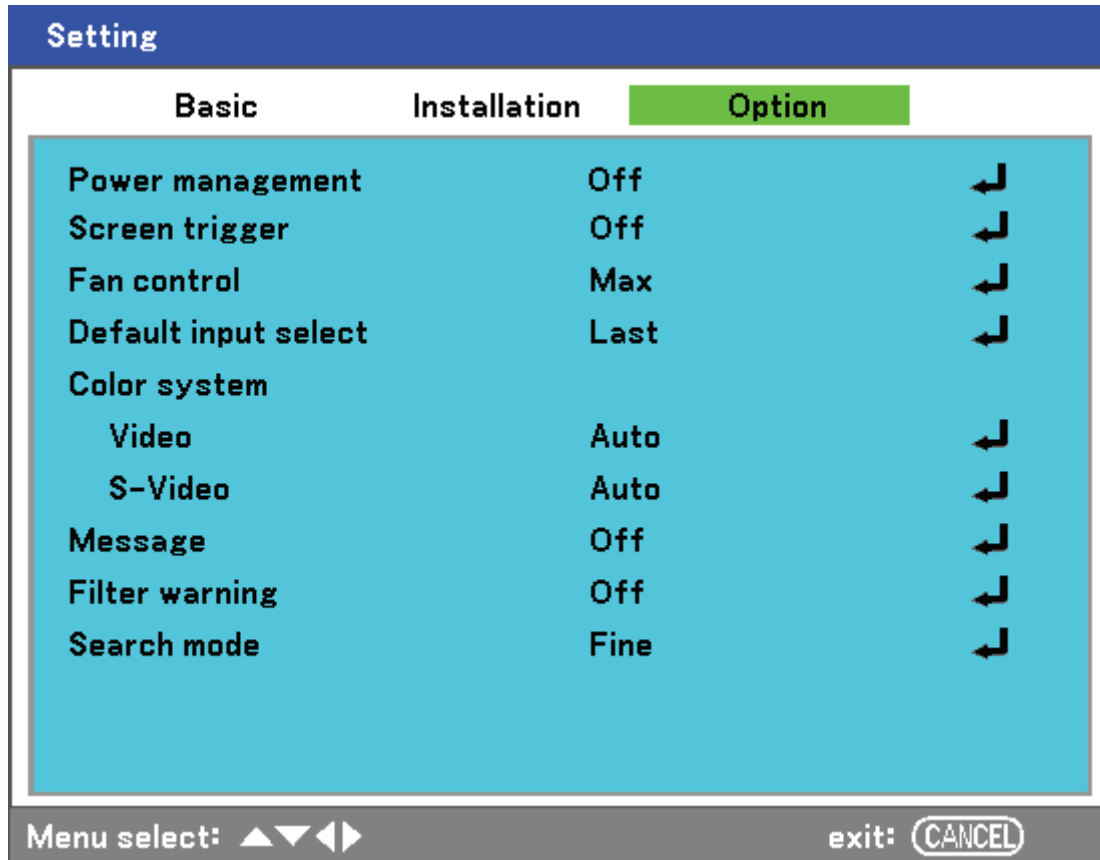 Setting
Basic Installation Option
Power management Off
Screen trigger Off
Fan control Max
Default input select Last
Color system
Video Auto
S-Video Auto
Message Off
Filter warning Off
Search mode Fine
Menu select: ▲▼◀▶ exit: CANCEL